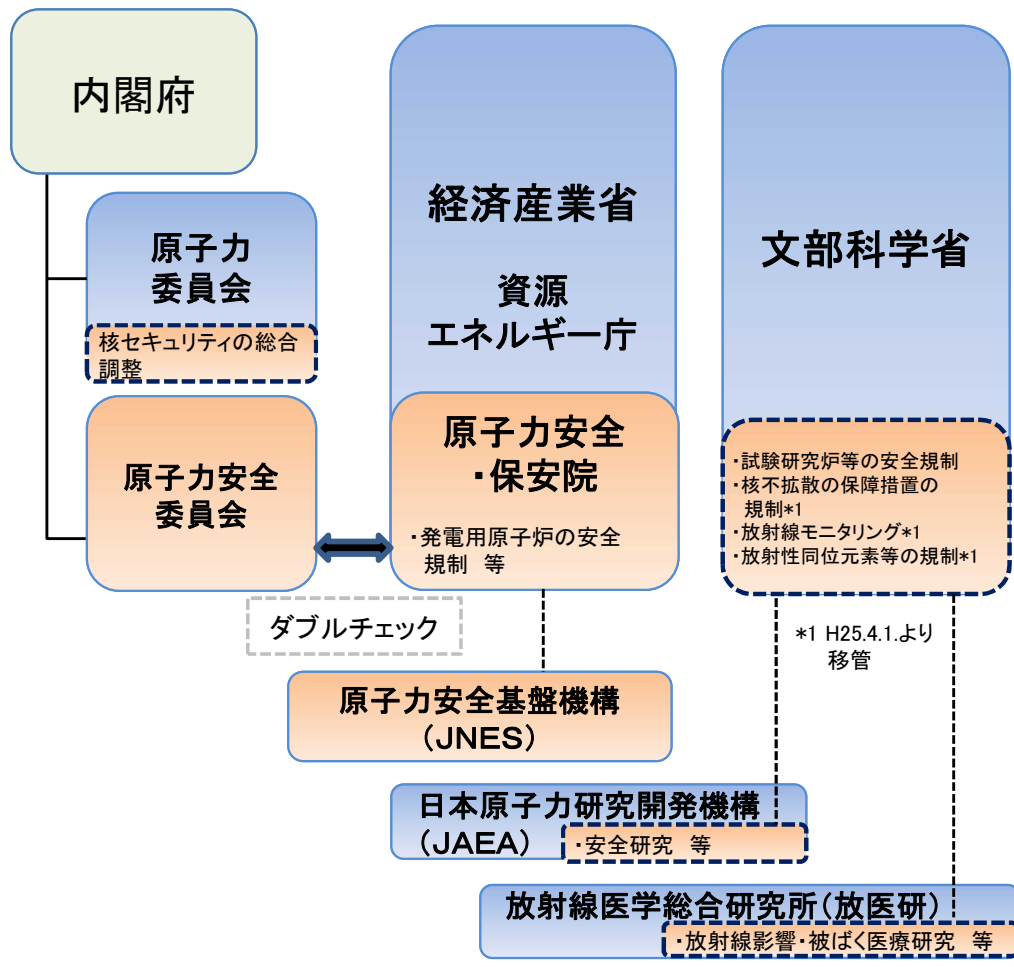 内閣府
原子力
委員会
核セキュリティの総合
調整
原子力安全
委員会
経済産業省
資源
エネルギー庁
原子力安全
・保安院
・発電用原子炉の安全
規制 等
ダブルチェック
文部科学省
・試験研究炉等の安全規制
・核不拡散の保障措置の
規制*1
・放射線モニタリング*1
・放射性同位元素等の規制*1
*1 H25.4.1.より
移管
原子力安全基盤機構
（JNES）
日本原子力研究開発機構
（JAEA）
・安全研究 等
放射線医学総合研究所（放医研）
・放射線影響・被ばく医療研究 等